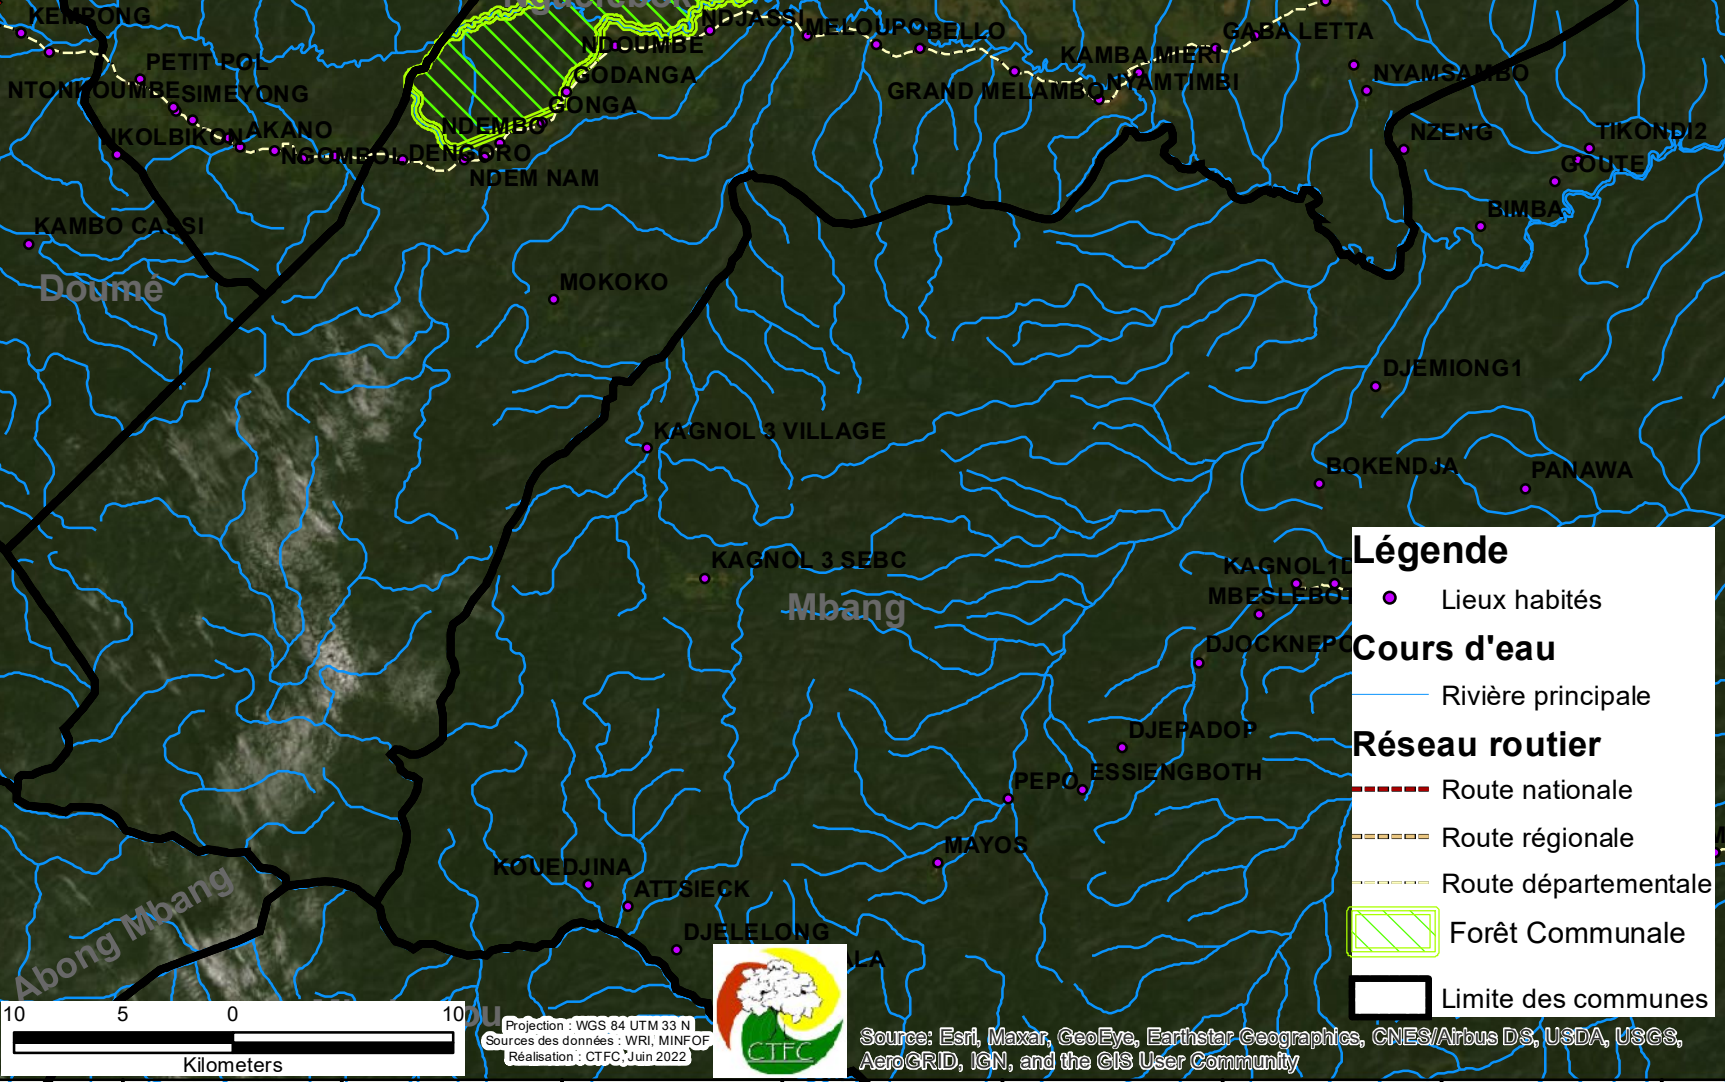 KEMPONG
NDJASSI
MELOUPO
BELLO
GABA LETTA
NDOUMBE
KAMBA MIERI
PETIT POL
GODANGA
NYAMSAMBO
NTONKOUMBE
SIMEYONG
GONGA
GRAND MELAMBO
NYAMTIMBI
NKOLBIKON
AKANO
NDEMBO
NZENG
TIKONDI2
NGOMBOL
DENGORO
GOUTE
NDEM NAM
BIMBA
KAMBO CASSI
Doumé
MOKOKO
DJEMIONG1
KAGNOL 3 VILLAGE
BOKENDJA
PANAWA
KAGNOL 3 SEBC
KAGNOL1D
MBESLEBOT
Mbang
DJOCKNEPO
DJEPADOP
PEPO
ESSIENGBOTH
MAYOS
KOUEDJINA
ATTSIECK
Abong Mbang
DJELELONG
ALA
Légende
Lieux habités
Cours d'eau
Rivière principale
Réseau routier
Route nationale
Route régionale
Route départementale
Forêt Communale
Limite des communes
10 5 0 10
Kilometers
Projection : WGS 84 UTM 33 N
Sources des données : WRI, MINFOF
Réalisation : CTFC, Juin 2022
CTFC
Source: Esri, Maxar, GeoEye, Earthstar Geographics, CNES/Airbus DS, USDA, USGS,
AeroGRID, IGN, and the GIS User Community